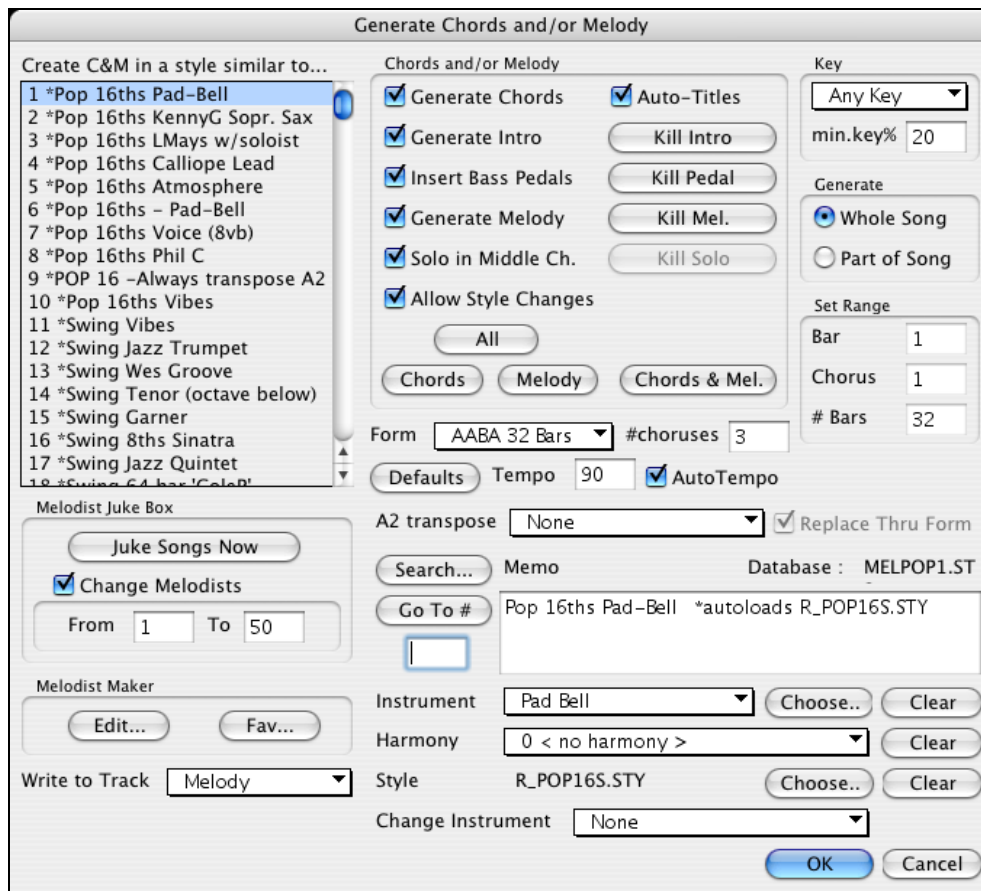 Generate Chords and/or Melody
Create C&M in a style similar to...
1 *Pop 16ths Pad-Bell
2 *Pop 16ths KennyG Sopr. Sax
3 *Pop 16ths LMays w/soloist
4 *Pop 16ths Calliope Lead
5 *Pop 16ths Atmosphere
6 *Pop 16ths - Pad-Bell
7 *Pop 16ths Voice (8vb)
8 *Pop 16ths Phil C
9 *POP 16 -Always transpose A2
10 *Pop 16ths Vibes
11 *Swing Vibes
12 *Swing Jazz Trumpet
13 *Swing Wes Groove
14 *Swing Tenor (octave below)
15 *Swing Garner
16 *Swing 8ths Sinatra
17 *Swing Jazz Quintet
18 *Swing 64 bar 'ColeP'
Melodist Juke Box
Juke Songs Now
Change Melodists
From 1 To 50
Melodist Maker
Edit... Fav...
Write to Track Melody
Chords and/or Melody
Generate Chords Auto-Titles
Generate Intro Kill Intro
Insert Bass Pedals Kill Pedal
Generate Melody Kill Mel.
Solo in Middle Ch. Kill Solo
Allow Style Changes
All
Chords Melody Chords & Mel.
Key
Any Key
min.key% 20
Generate
Whole Song
Part of Song
Set Range
Bar 1
Chorus 1
# Bars 32
Form AABA 32 Bars #choruses 3
Defaults Tempo 90 AutoTempo
A2 transpose None Replace Thru Form
Search... Memo Database : MELPOP1.ST
Go To # Pop 16ths Pad-Bell *autoloads R_POP16S.STY
Instrument Pad Bell Choose.. Clear
Harmony 0 < no harmony > Clear
Style R_POP16S.STY Choose.. Clear
Change Instrument None
OK Cancel